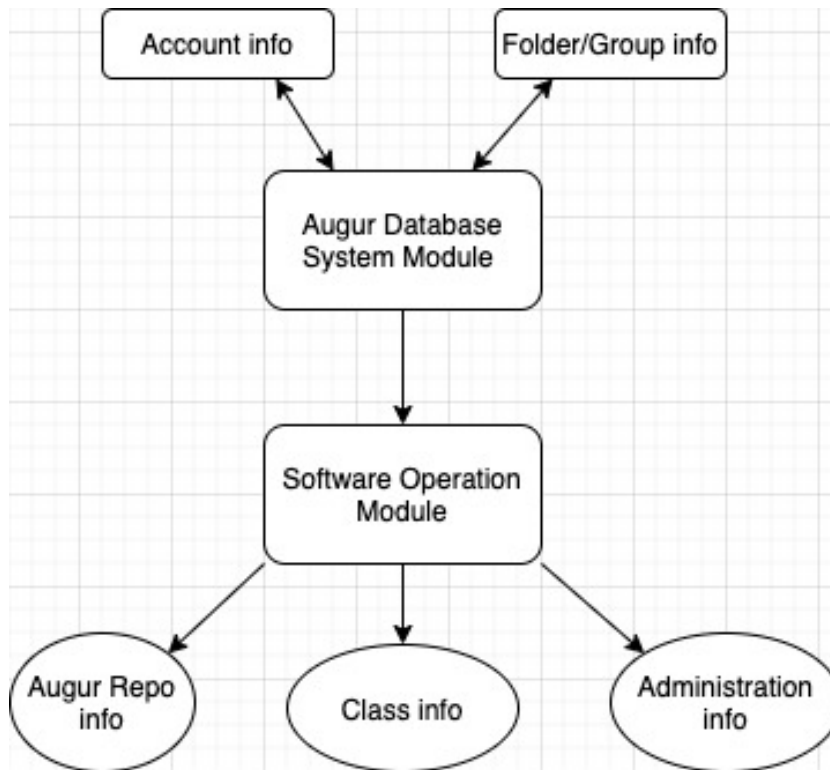 Account info
Folder/Group info
Augur Database
System Module
Software Operation
Module
Augur Repo
info
Class info
Administration
info